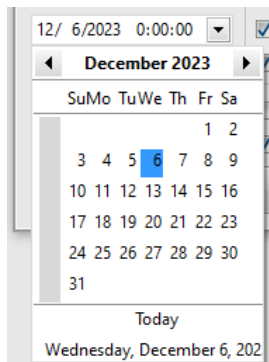 12/ 6/2023 0:00:00
December 2023
Su Mo Tu We Th Fr Sa
1 2
3 4 5 6 7 8 9
10 11 12 13 14 15 16
17 18 19 20 21 22 23
24 25 26 27 28 29 30
31
Today
Wednesday, December 6, 202